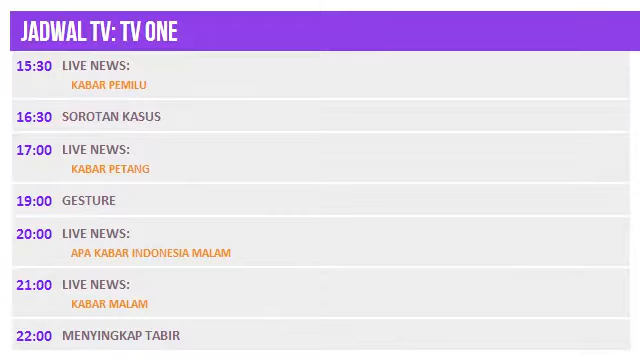 JADWAL TV: TV ONE
15:30 LIVE NEWS:
KABAR PEMILU
16:30 SOROTAN KASUS
17:00 LIVE NEWS:
KABAR PETANG
19:00 GESTURE
20:00 LIVE NEWS:
APA KABAR INDONESIA MALAM
21:00 LIVE NEWS:
KABAR MALAM
22:00 MENYINGKAP TABIR